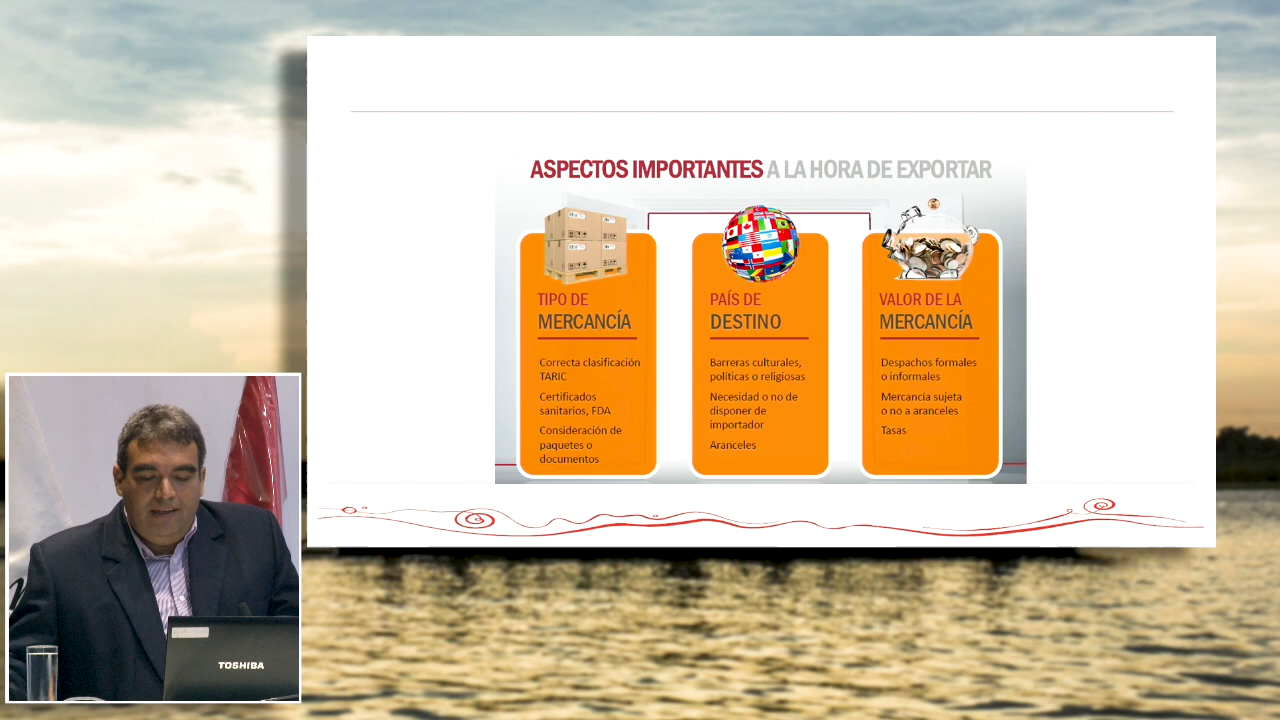 ASPECTOS IMPORTANTES A LA HORA DE EXPORTAR
TIPO DE
MERCANCÍA
Correcta clasificación
TARIC
Certificados
sanitarios, FDA
Consideración de
paquetes o
documentos
PAÍS DE
DESTINO
Barreras culturales,
políticas o religiosas
Necesidad o no de
disponer de
importador
Aranceles
VALOR DE LA
MERCANCÍA
Despachos formales
o informales
Mercancía sujeta
o no a aranceles
Tasas
TOSHIBA